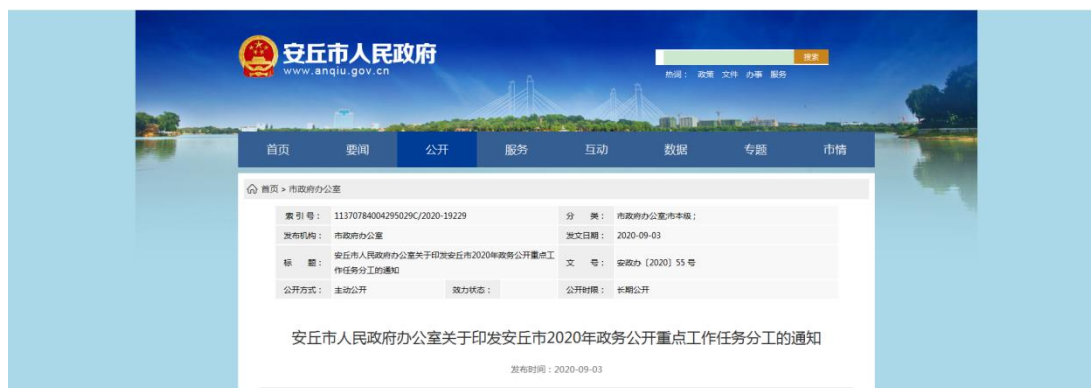 安丘市人民政府
www.anqiu.gov.cn
搜索
热词： 政策 文件 办事 服务
首页 要闻 公开 服务 互动 数据 专题 市情
首页 > 市政府办公室
索引号： 11370784004295029C/2020-19229 分 类： 市政府办公室;市本级；
发布机构： 市政府办公室 发文日期： 2020-09-03
标 题： 安丘市人民政府办公室关于印发安丘市2020年政务公开重点工
作任务分工的通知 文 号： 安政办〔2020〕55 号
公开方式： 主动公开 效力状态： 公开时限： 长期公开
安丘市人民政府办公室关于印发安丘市2020年政务公开重点工作任务分工的通知
发布时间：2020-09-03